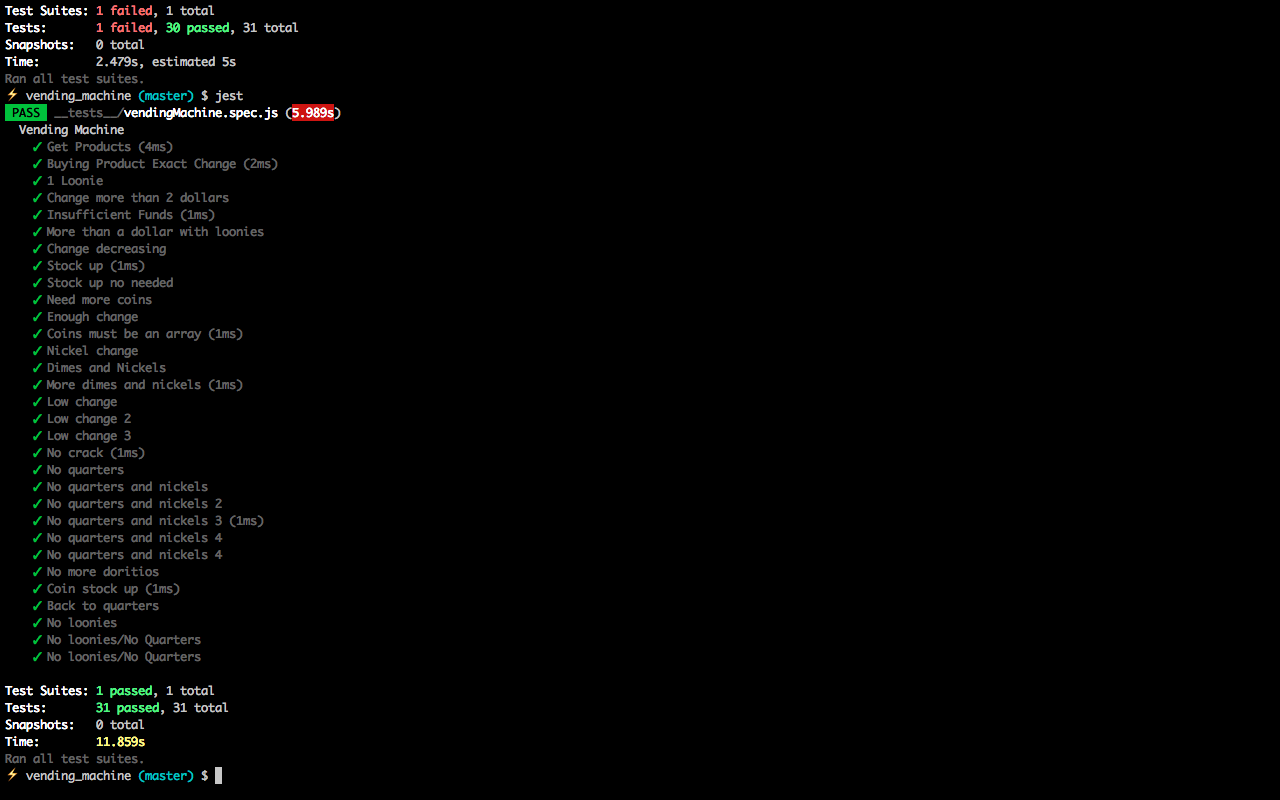 Test Suites: 1 failed, 1 total
Tests:       1 failed, 30 passed, 31 total
Snapshots:   0 total
Time:        2.479s, estimated 5s
Ran all test suites.
⚡ vending_machine (master) $ jest
PASS __tests__/vendingMachine.spec.js (5.989s)
Vending Machine
✓ Get Products (4ms)
✓ Buying Product Exact Change (2ms)
✓ 1 Loonie
✓ Change more than 2 dollars
✓ Insufficient Funds (1ms)
✓ More than a dollar with loonies
✓ Change decreasing
✓ Stock up (1ms)
✓ Stock up no needed
✓ Need more coins
✓ Enough change
✓ Coins must be an array (1ms)
✓ Nickel change
✓ Dimes and Nickels
✓ More dimes and nickels (1ms)
✓ Low change
✓ Low change 2
✓ Low change 3
✓ No crack (1ms)
✓ No quarters
✓ No quarters and nickels
✓ No quarters and nickels 2
✓ No quarters and nickels 3 (1ms)
✓ No quarters and nickels 4
✓ No quarters and nickels 4
✓ No more doritios
✓ Coin stock up (1ms)
✓ Back to quarters
✓ No loonies
✓ No loonies/No Quarters
✓ No loonies/No Quarters
Test Suites: 1 passed, 1 total
Tests:       31 passed, 31 total
Snapshots:   0 total
Time:        11.859s
Ran all test suites.
⚡ vending_machine (master) $